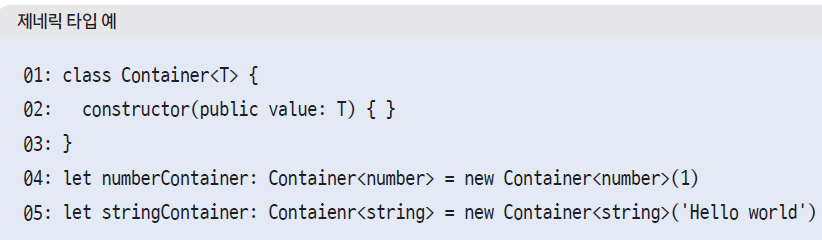 제네릭 타입 예
01: class Container<T> {
02:   constructor(public value: T) { }
03: }
04: let numberContainer: Container<number> = new Container<number>(1)
05: let stringContainer: Contaienr<string> = new Container<string>('Hello world')